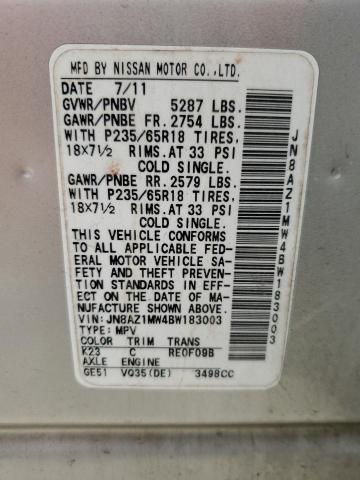 MFD BY NISSAN MOTOR CO.,LTD.
DATE 7/11
GVWR/PNBV 5287 LBS.
GAWR/PNBE FR. 2754 LBS.
WITH P235/65R18 TIRES,
18X7½ RIMS. AT 33 PSI
COLD SINGLE.
GAWR/PNBE RR. 2579 LBS.
WITH P235/65R18 TIRES,
18X7½ RIMS. AT 33 PSI
COLD SINGLE.
THIS VEHICLE CONFORMS
TO ALL APPLICABLE FED-
ERAL MOTOR VEHICLE SAF-
ETY AND THEFT PREVEN-
TION STANDARDS IN EFF-
ECT ON THE DATE OF MA-
NUFACTURE SHOWN ABOVE.
VIN: JN8AZ1MW4BW183003
TYPE: MPV
COLOR TRIM TRANS
K23 C RE0F09B
AXLE ENGINE
GE51 VQ35(DE) 3498CC
JN8AZ1MW4BW183003